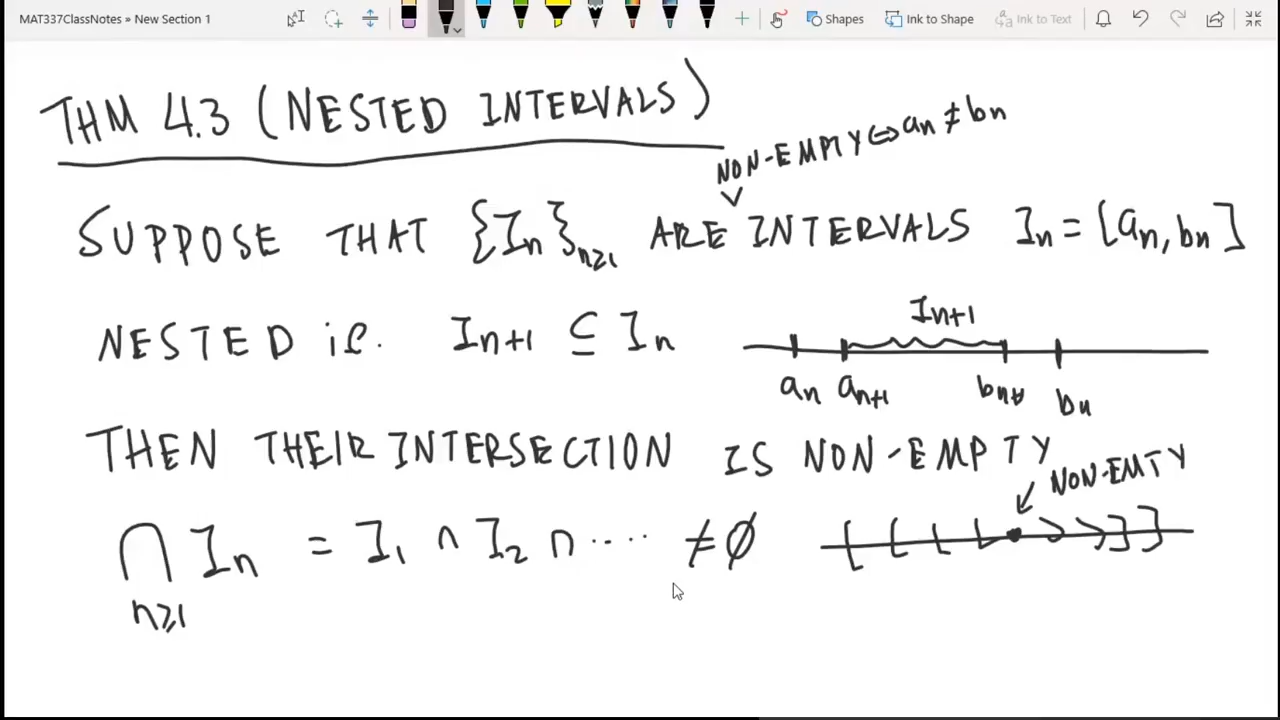 MAT337ClassNotes » New Section 1
Shapes
Ink to Shape
Ink to Text
THM 4.3 (NESTED INTERVALS)
NON-EMPTY ⇔ an ≠ bn
SUPPOSE THAT {In}n≥1 ARE INTERVALS In = [an, bn]
NESTED i.e. In+1 ⊆ In
In+1
an an+1 bn+1 bn
THEN THEIR INTERSECTION IS NON-EMPTY
NON-EMTY
⋂ In = I1 ∩ I2 ∩ ···· ≠ ∅
n≥1